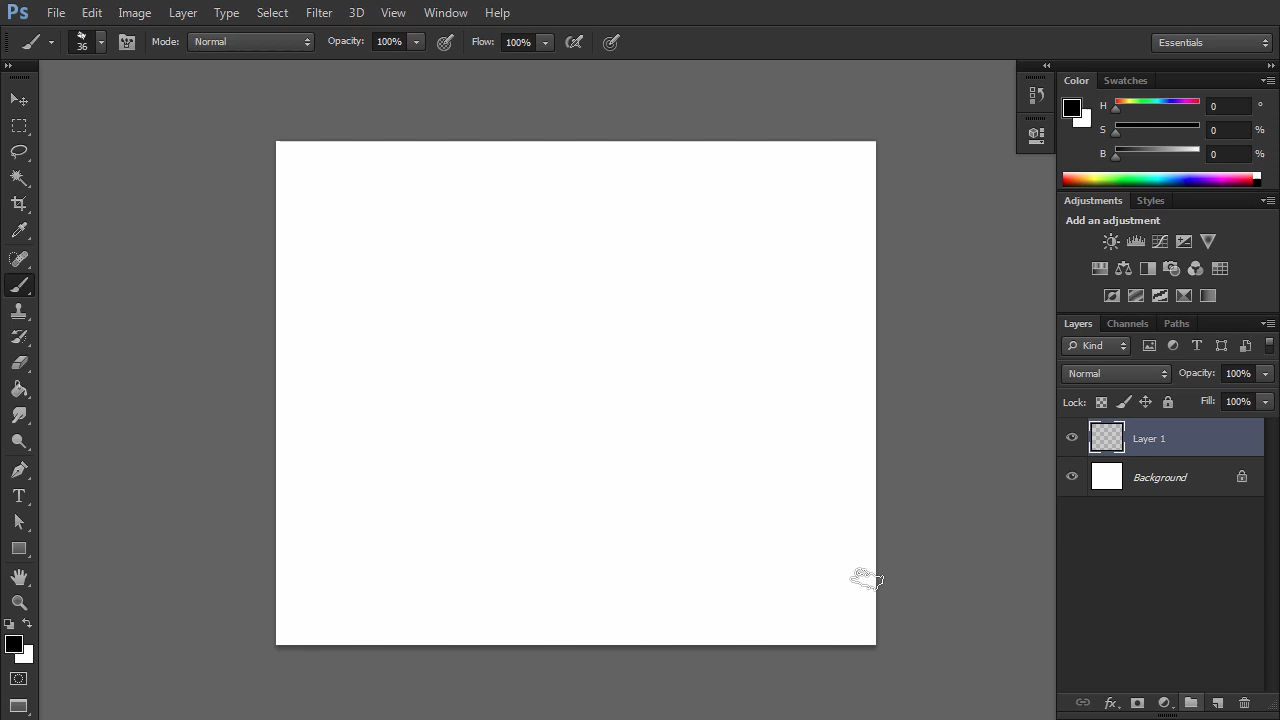 Ps File Edit Image Layer Type Select Filter 3D View Window Help
36 Mode: Normal Opacity: 100% Flow: 100% Essentials
Color Swatches
H 0 °
S 0 %
B 0 %
Adjustments Styles
Add an adjustment
Layers Channels Paths
Kind
Normal Opacity: 100%
Lock: Fill: 100%
Layer 1
Background